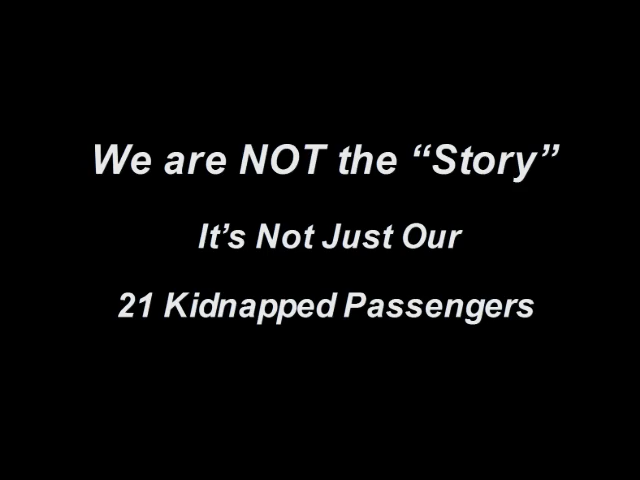 We are NOT the “Story”
It’s Not Just Our
21 Kidnapped Passengers